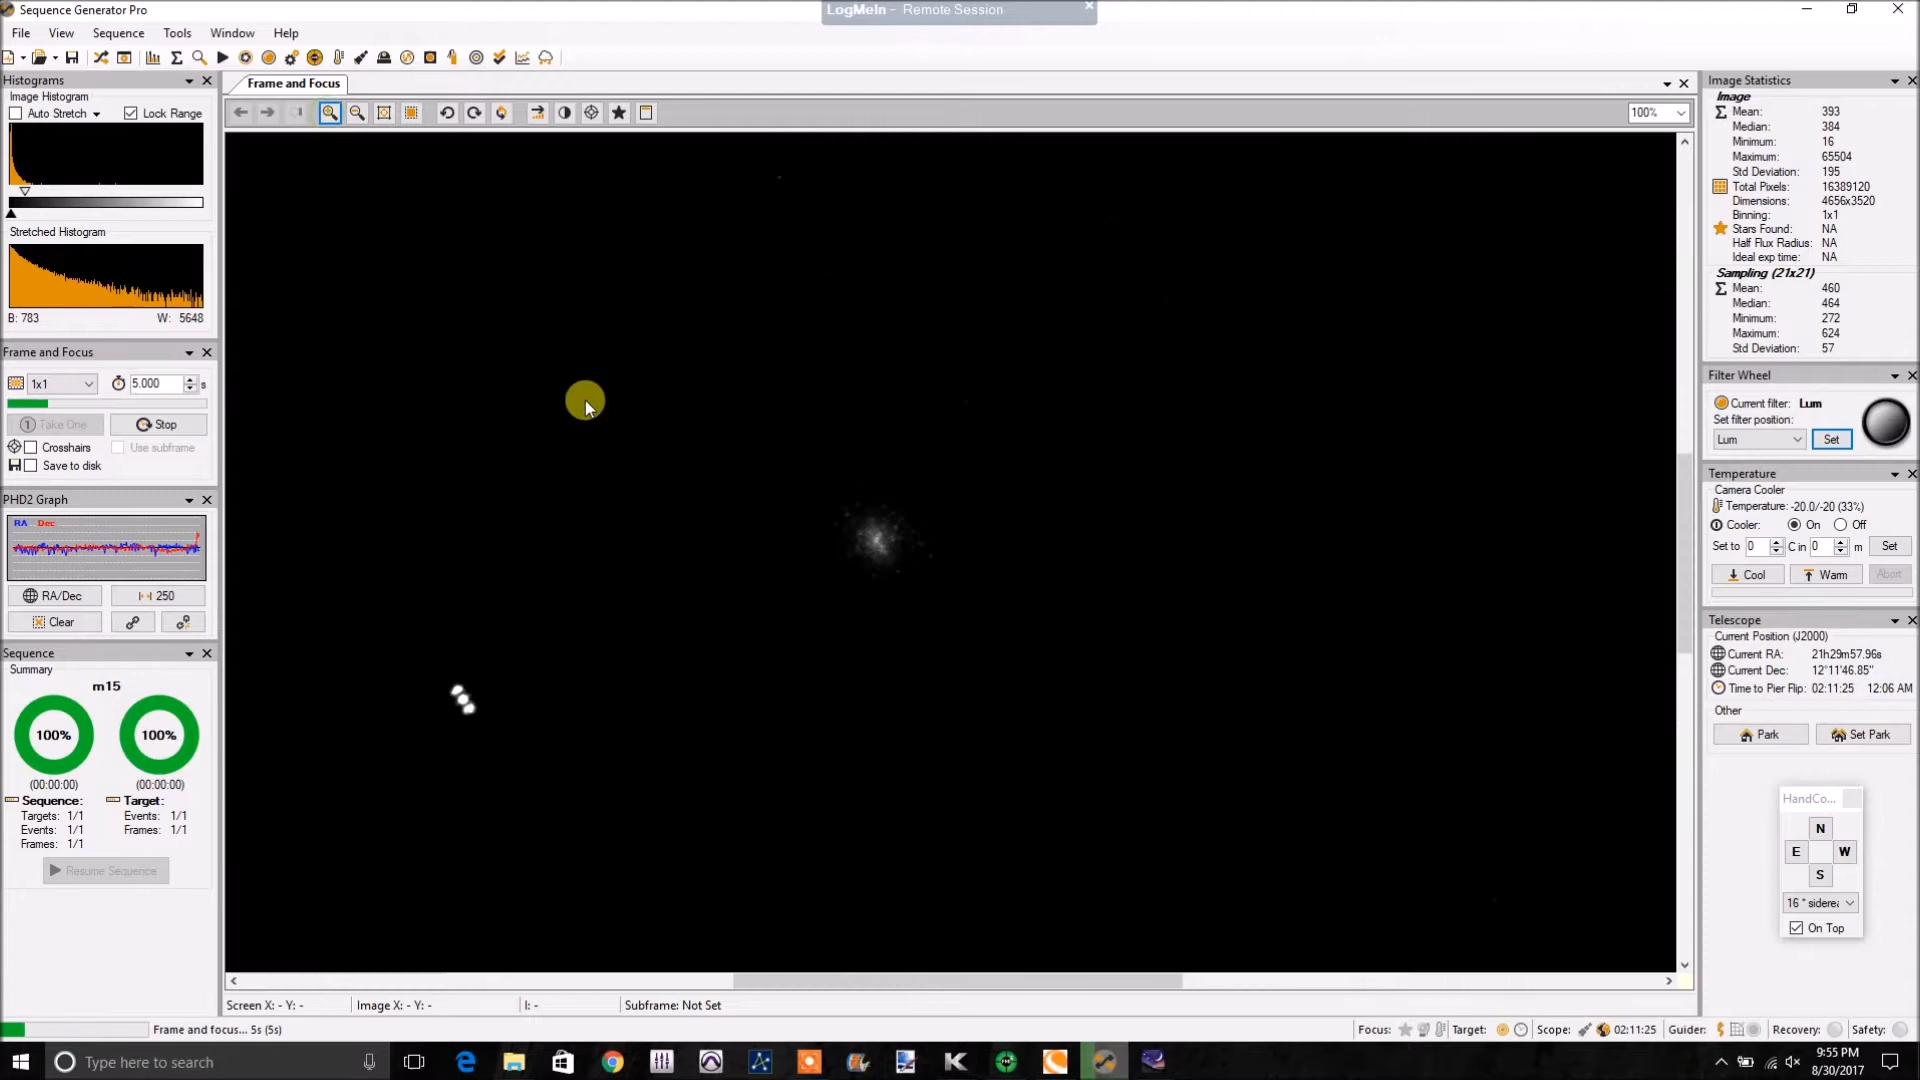 Sequence Generator Pro
LogMeIn – Remote Session
File View Sequence Tools Window Help
Histograms
Image Histogram
Auto Stretch
Lock Range
Stretched Histogram
B: 783 W: 5648
Frame and Focus
1x1 5.000 s
Take One Stop
Crosshairs Use subframe
Save to disk
PHD2 Graph
RA Dec
RA/Dec 250
Clear
Sequence
Summary
m15
100% 100%
(00:00:00) (00:00:00)
Sequence: Target:
Targets: 1/1 Events: 1/1
Events: 1/1 Frames: 1/1
Frames: 1/1
Resume Sequence
Frame and Focus
100%
Screen X: - Y: - Image X: - Y: - I: - Subframe: Not Set
Image Statistics
Image
Mean: 393
Median: 384
Minimum: 16
Maximum: 65504
Std Deviation: 195
Total Pixels: 16389120
Dimensions: 4656x3520
Binning: 1x1
Stars Found: NA
Half Flux Radius: NA
Ideal exp time: NA
Sampling (21x21)
Mean: 460
Median: 464
Minimum: 272
Maximum: 624
Std Deviation: 57
Filter Wheel
Current filter: Lum
Set filter position:
Lum Set
Temperature
Camera Cooler
Temperature: -20.0/-20 (33%)
Cooler: On Off
Set to 0 C in 0 m Set
Cool Warm Abort
Telescope
Current Position (J2000)
Current RA: 21h29m57.96s
Current Dec: 12°11'46.85"
Time to Pier Flip: 02:11:25 12:06 AM
Other
Park Set Park
HandCo...
N
E W
S
16 * siderea
On Top
Frame and focus... 5s (5s)
Focus: Target: Scope: 02:11:25 Guider: Recovery: Safety:
Type here to search
9:55 PM
8/30/2017